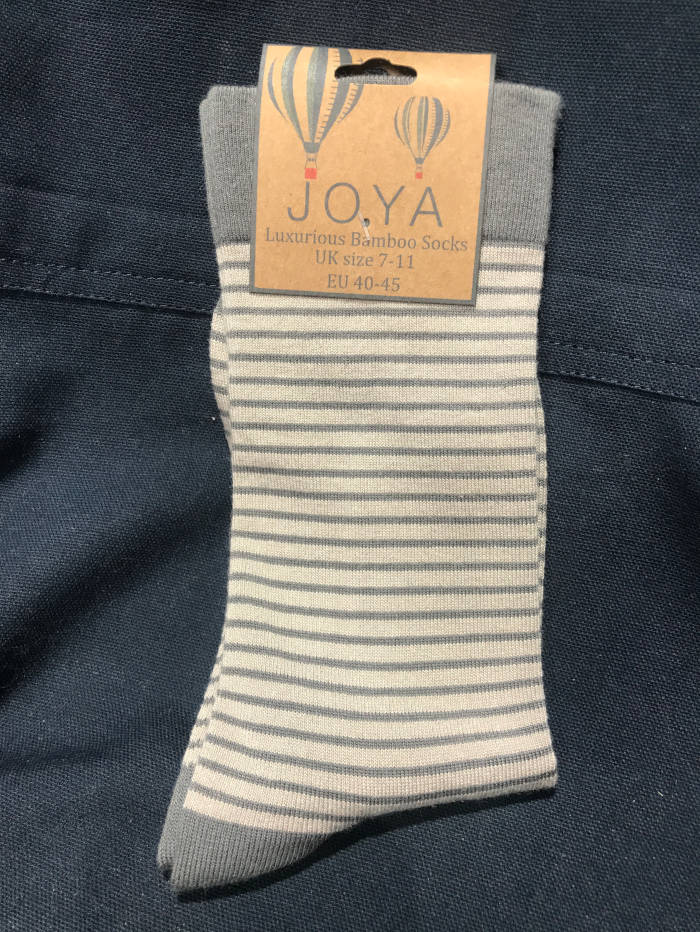 JOYA
Luxurious Bamboo Socks
UK size 7-11
EU 40-45